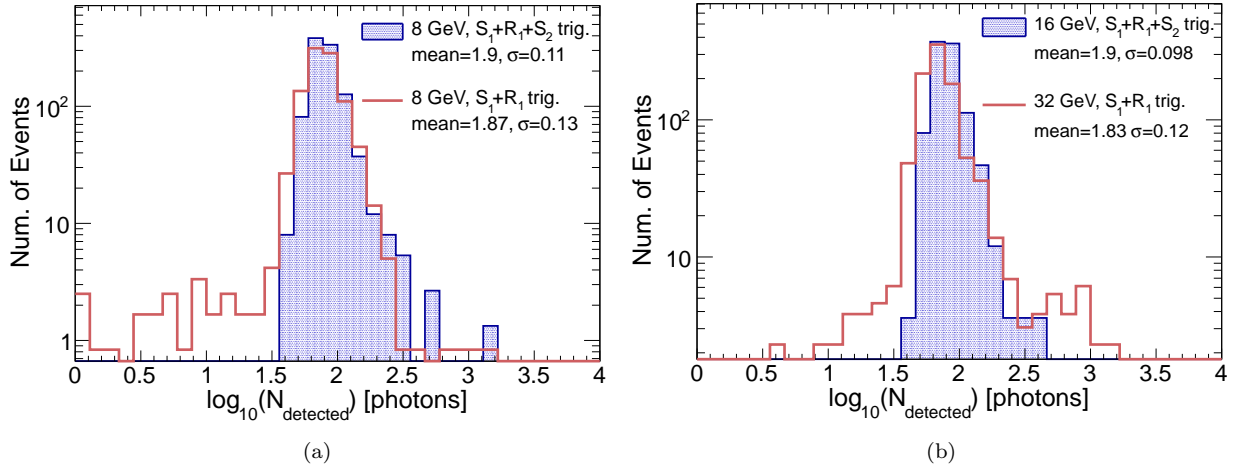 8 GeV, S₁+R₁+S₂ trig.
mean=1.9, σ=0.11
8 GeV, S₁+R₁ trig.
mean=1.87, σ=0.13
Num. of Events
10²
10
1
0 0.5 1 1.5 2 2.5 3 3.5 4
log₁₀(N_detected) [photons]
(a)
16 GeV, S₁+R₁+S₂ trig.
mean=1.9, σ=0.098
32 GeV, S₁+R₁ trig.
mean=1.83 σ=0.12
Num. of Events
10²
10
0 0.5 1 1.5 2 2.5 3 3.5 4
log₁₀(N_detected) [photons]
(b)